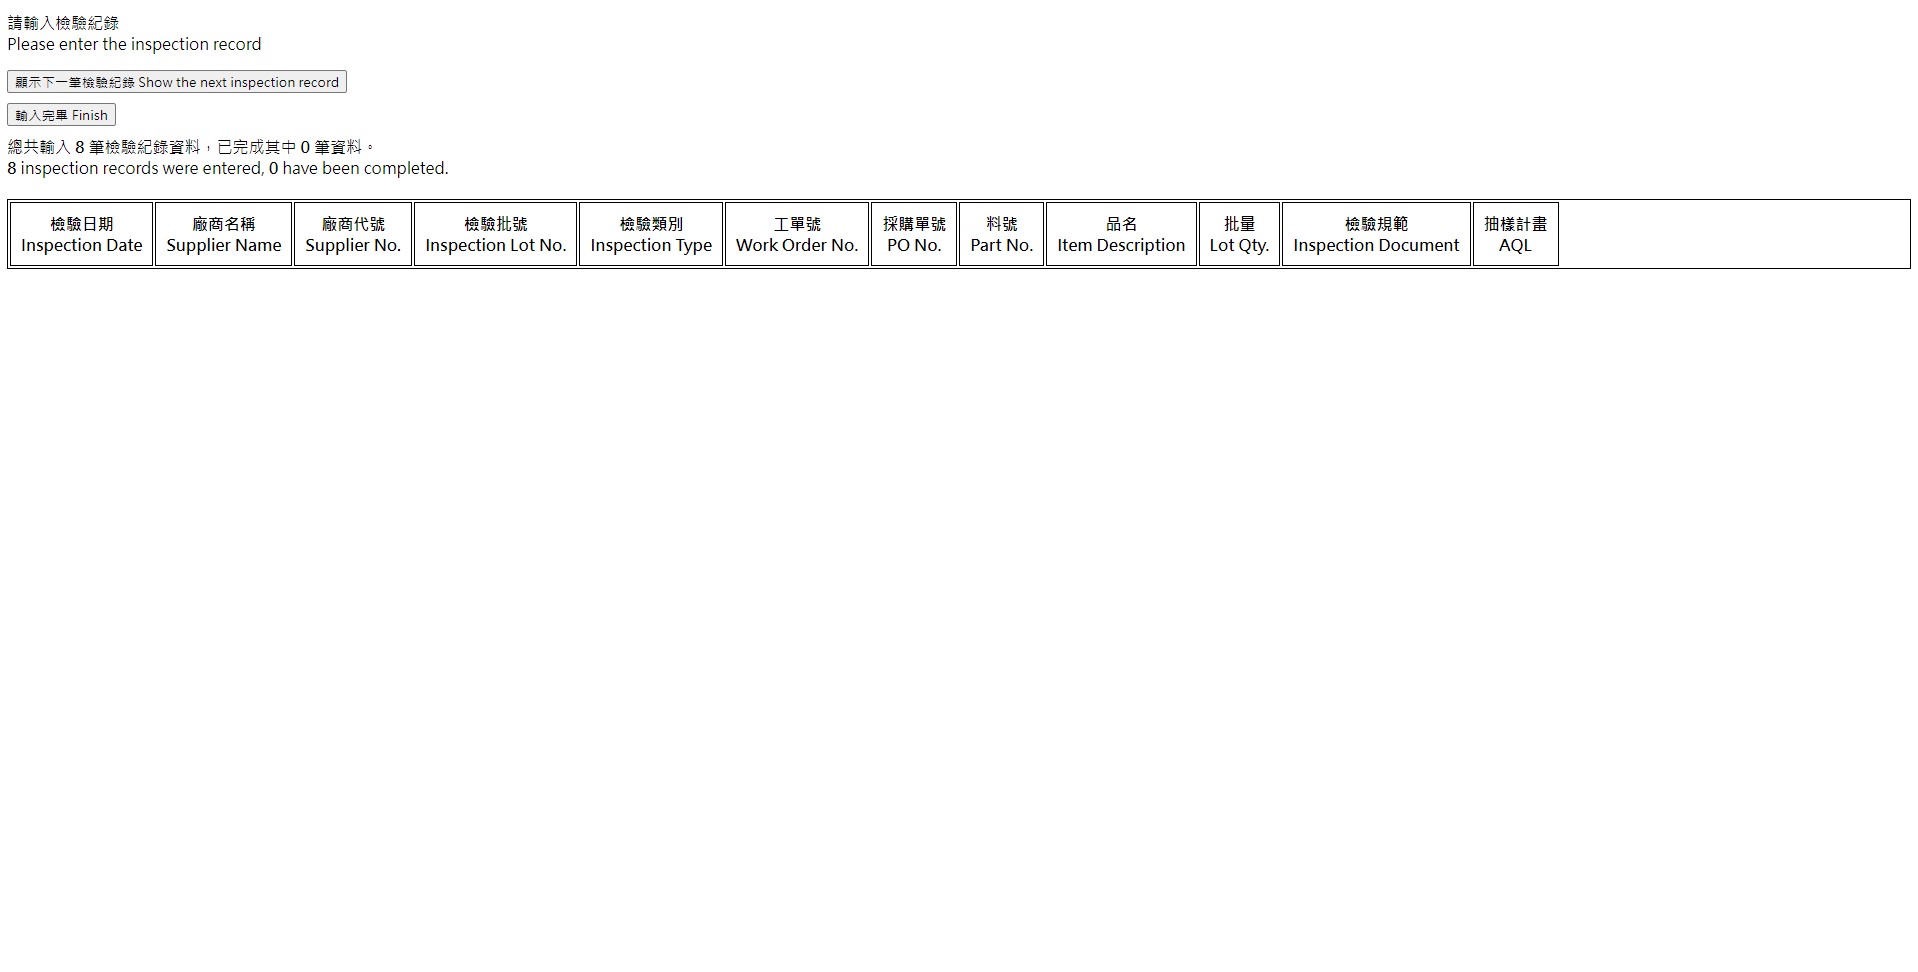 請輸入檢驗紀錄
Please enter the inspection record
顯示下一筆檢驗紀錄 Show the next inspection record
輸入完畢 Finish
總共輸入 8 筆檢驗紀錄資料，已完成其中 0 筆資料。
8 inspection records were entered, 0 have been completed.
檢驗日期
Inspection Date
廠商名稱
Supplier Name
廠商代號
Supplier No.
檢驗批號
Inspection Lot No.
檢驗類別
Inspection Type
工單號
Work Order No.
採購單號
PO No.
料號
Part No.
品名
Item Description
批量
Lot Qty.
檢驗規範
Inspection Document
抽樣計畫
AQL